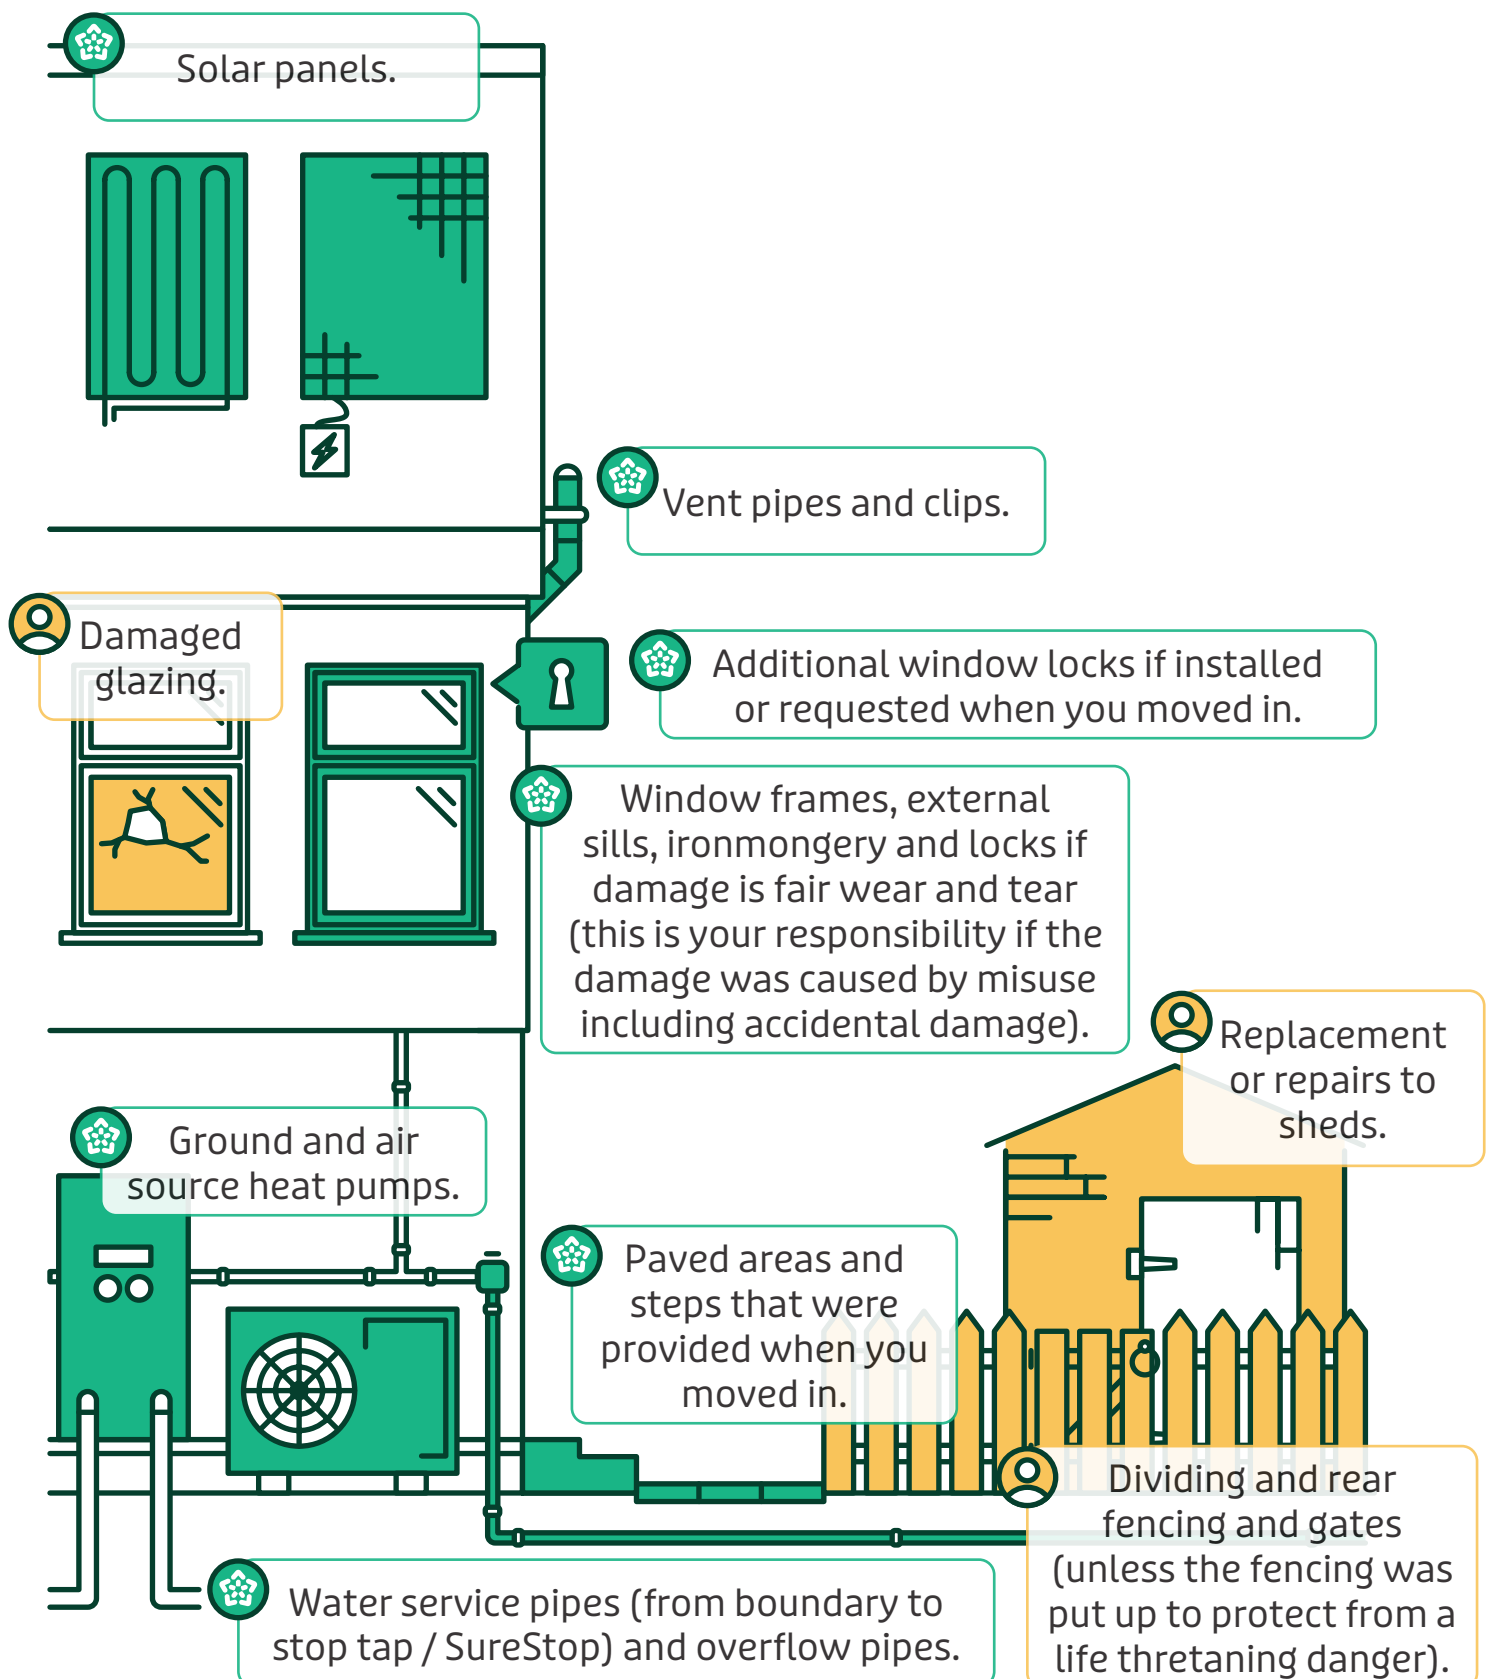 Solar panels.
Vent pipes and clips.
Damaged
glazing.
Additional window locks if installed
or requested when you moved in.
Window frames, external
sills, ironmongery and locks if
damage is fair wear and tear
(this is your responsibility if the
damage was caused by misuse
including accidental damage).
Replacement
or repairs to
sheds.
Ground and air
source heat pumps.
Paved areas and
steps that were
provided when you
moved in.
Dividing and rear
fencing and gates
(unless the fencing was
put up to protect from a
life thretaning danger).
Water service pipes (from boundary to
stop tap / SureStop) and overflow pipes.